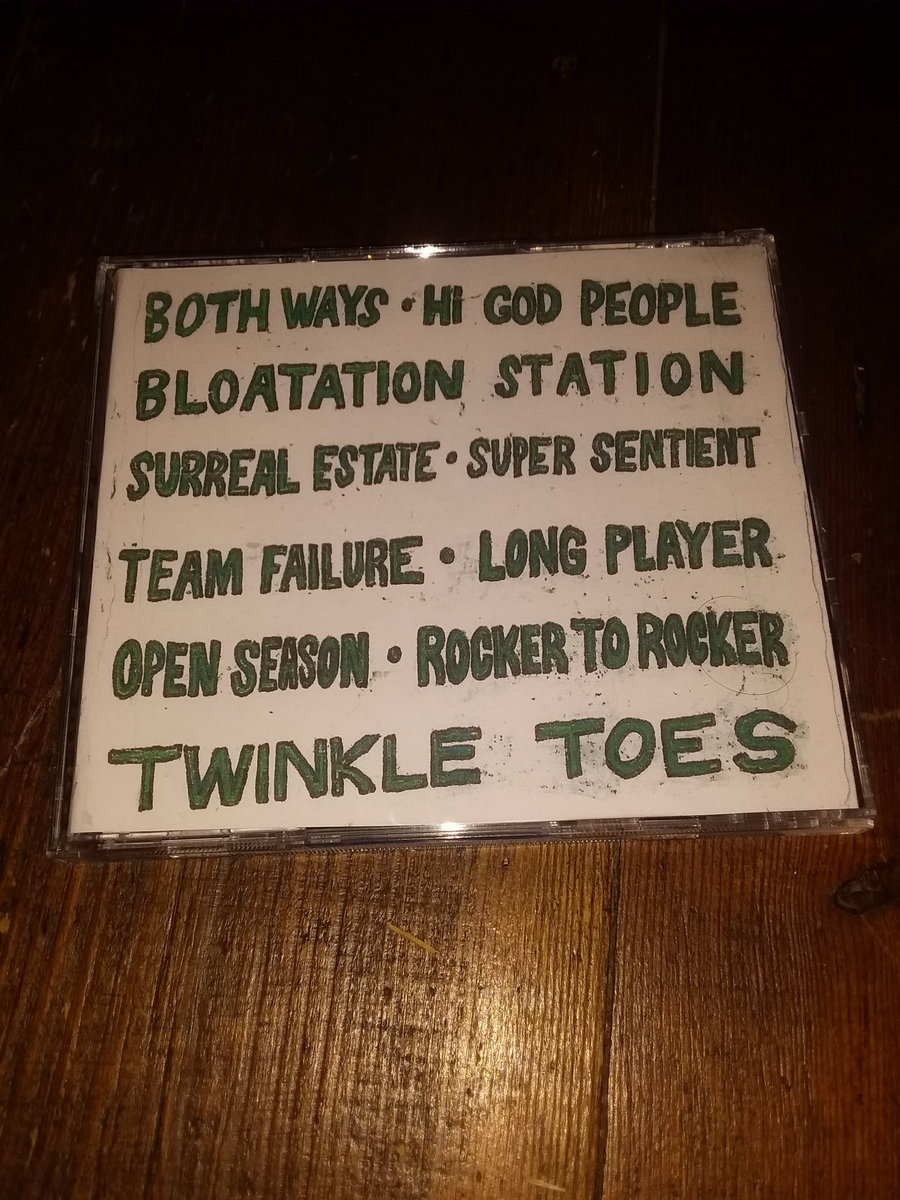 BOTH WAYS • Hi GOD PEOPLE
BLOATATION STATION
SURREAL ESTATE • SUPER SENTIENT
TEAM FAILURE • LONG PLAYER
OPEN SEASON • ROCKER TO ROCKER
TWINKLE TOES